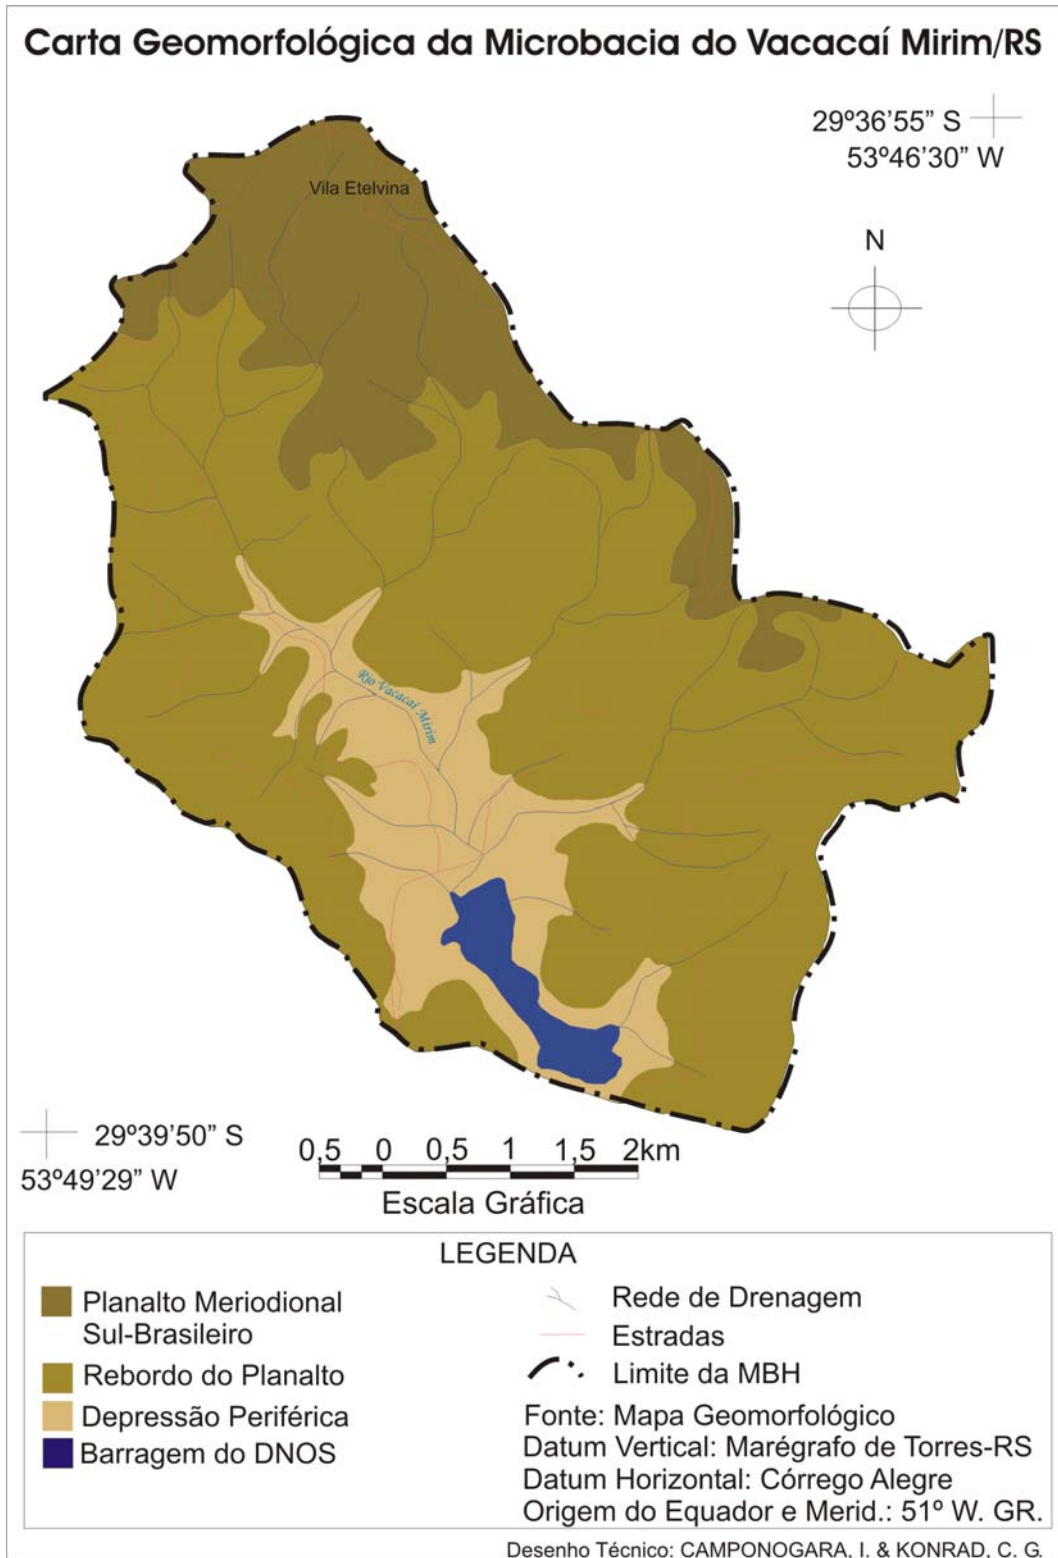 Carta Geomorfológica da Microbacia do Vacacaí Mirim/RS
29º36’55” S
53º46’30” W
N
Vila Etelvina
Rio Vacacaí Mirim
29º39’50” S
53º49’29” W
0,5 0 0,5 1 1,5 2km
Escala Gráfica
LEGENDA
Planalto Meriodional
Sul-Brasileiro
Rebordo do Planalto
Depressão Periférica
Barragem do DNOS
Rede de Drenagem
Estradas
Limite da MBH
Fonte: Mapa Geomorfológico
Datum Vertical: Marégrafo de Torres-RS
Datum Horizontal: Córrego Alegre
Origem do Equador e Merid.: 51º W. GR.
Desenho Técnico: CAMPONOGARA, I. & KONRAD, C. G.